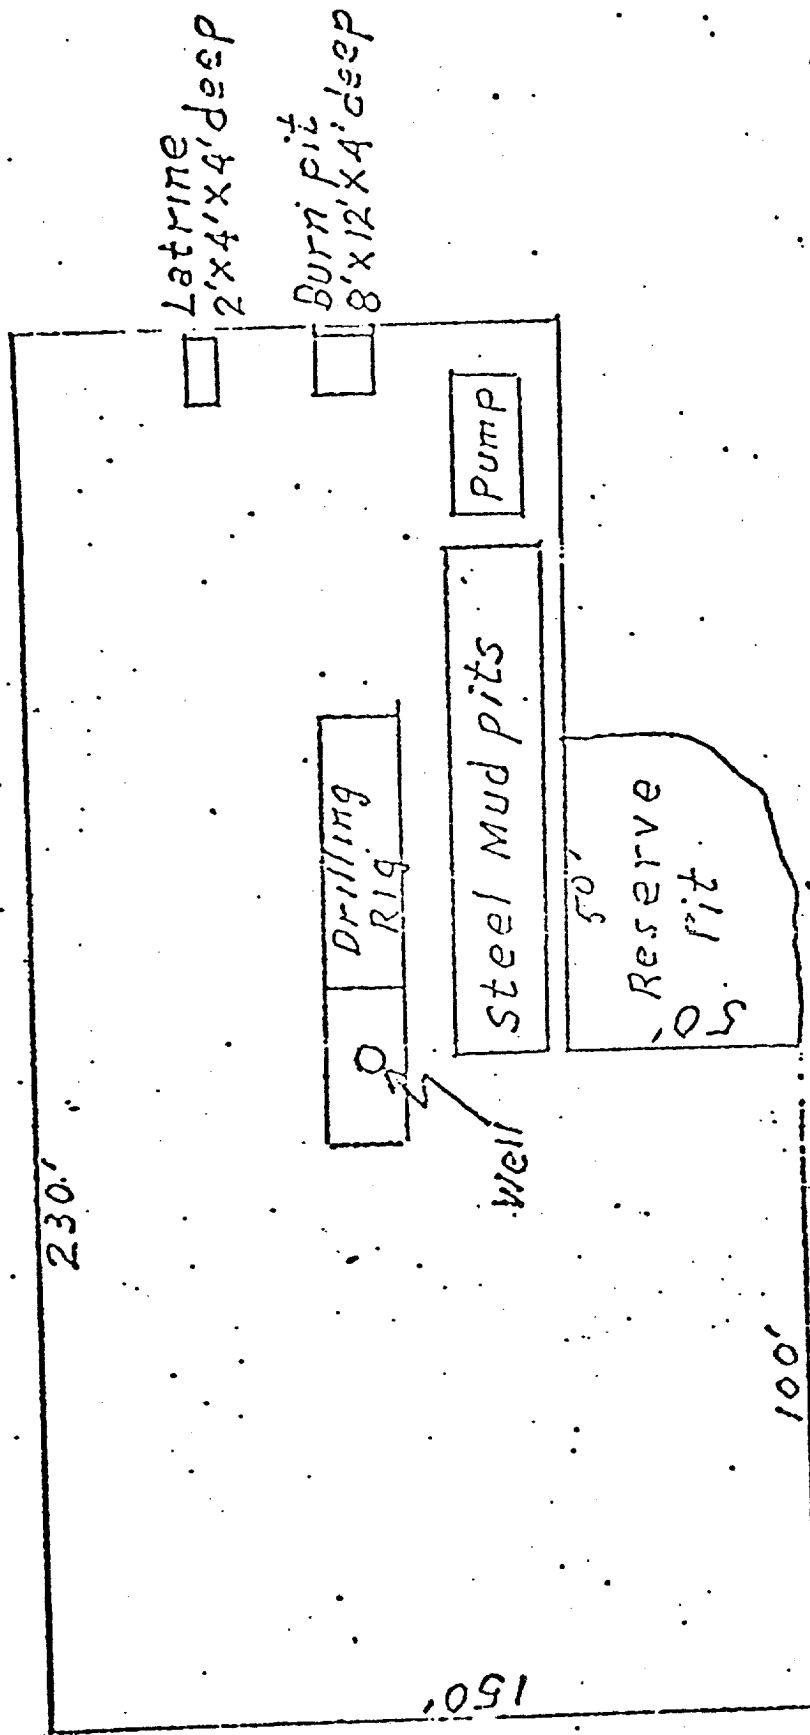 230'
Latrine
2'x4'x4'deep
Burn pit
8'x12'x4'deep
Drilling
Rig
Pump
Steel Mud pits
Well
50'
Reserve
Pit
50'
150'
100'